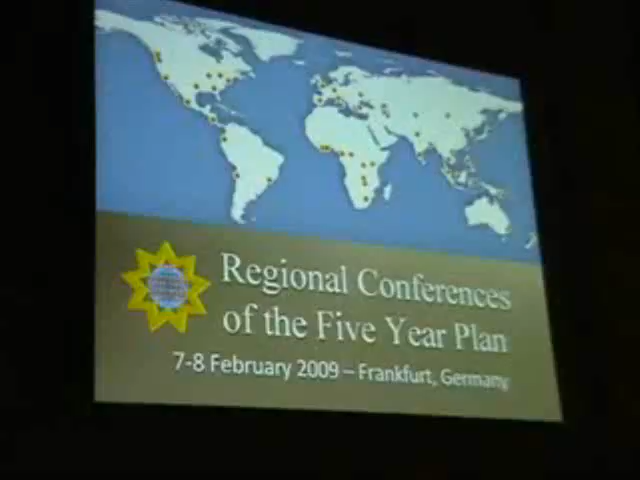 Regional Conferences
of the Five Year Plan
7-8 February 2009 – Frankfurt, Germany